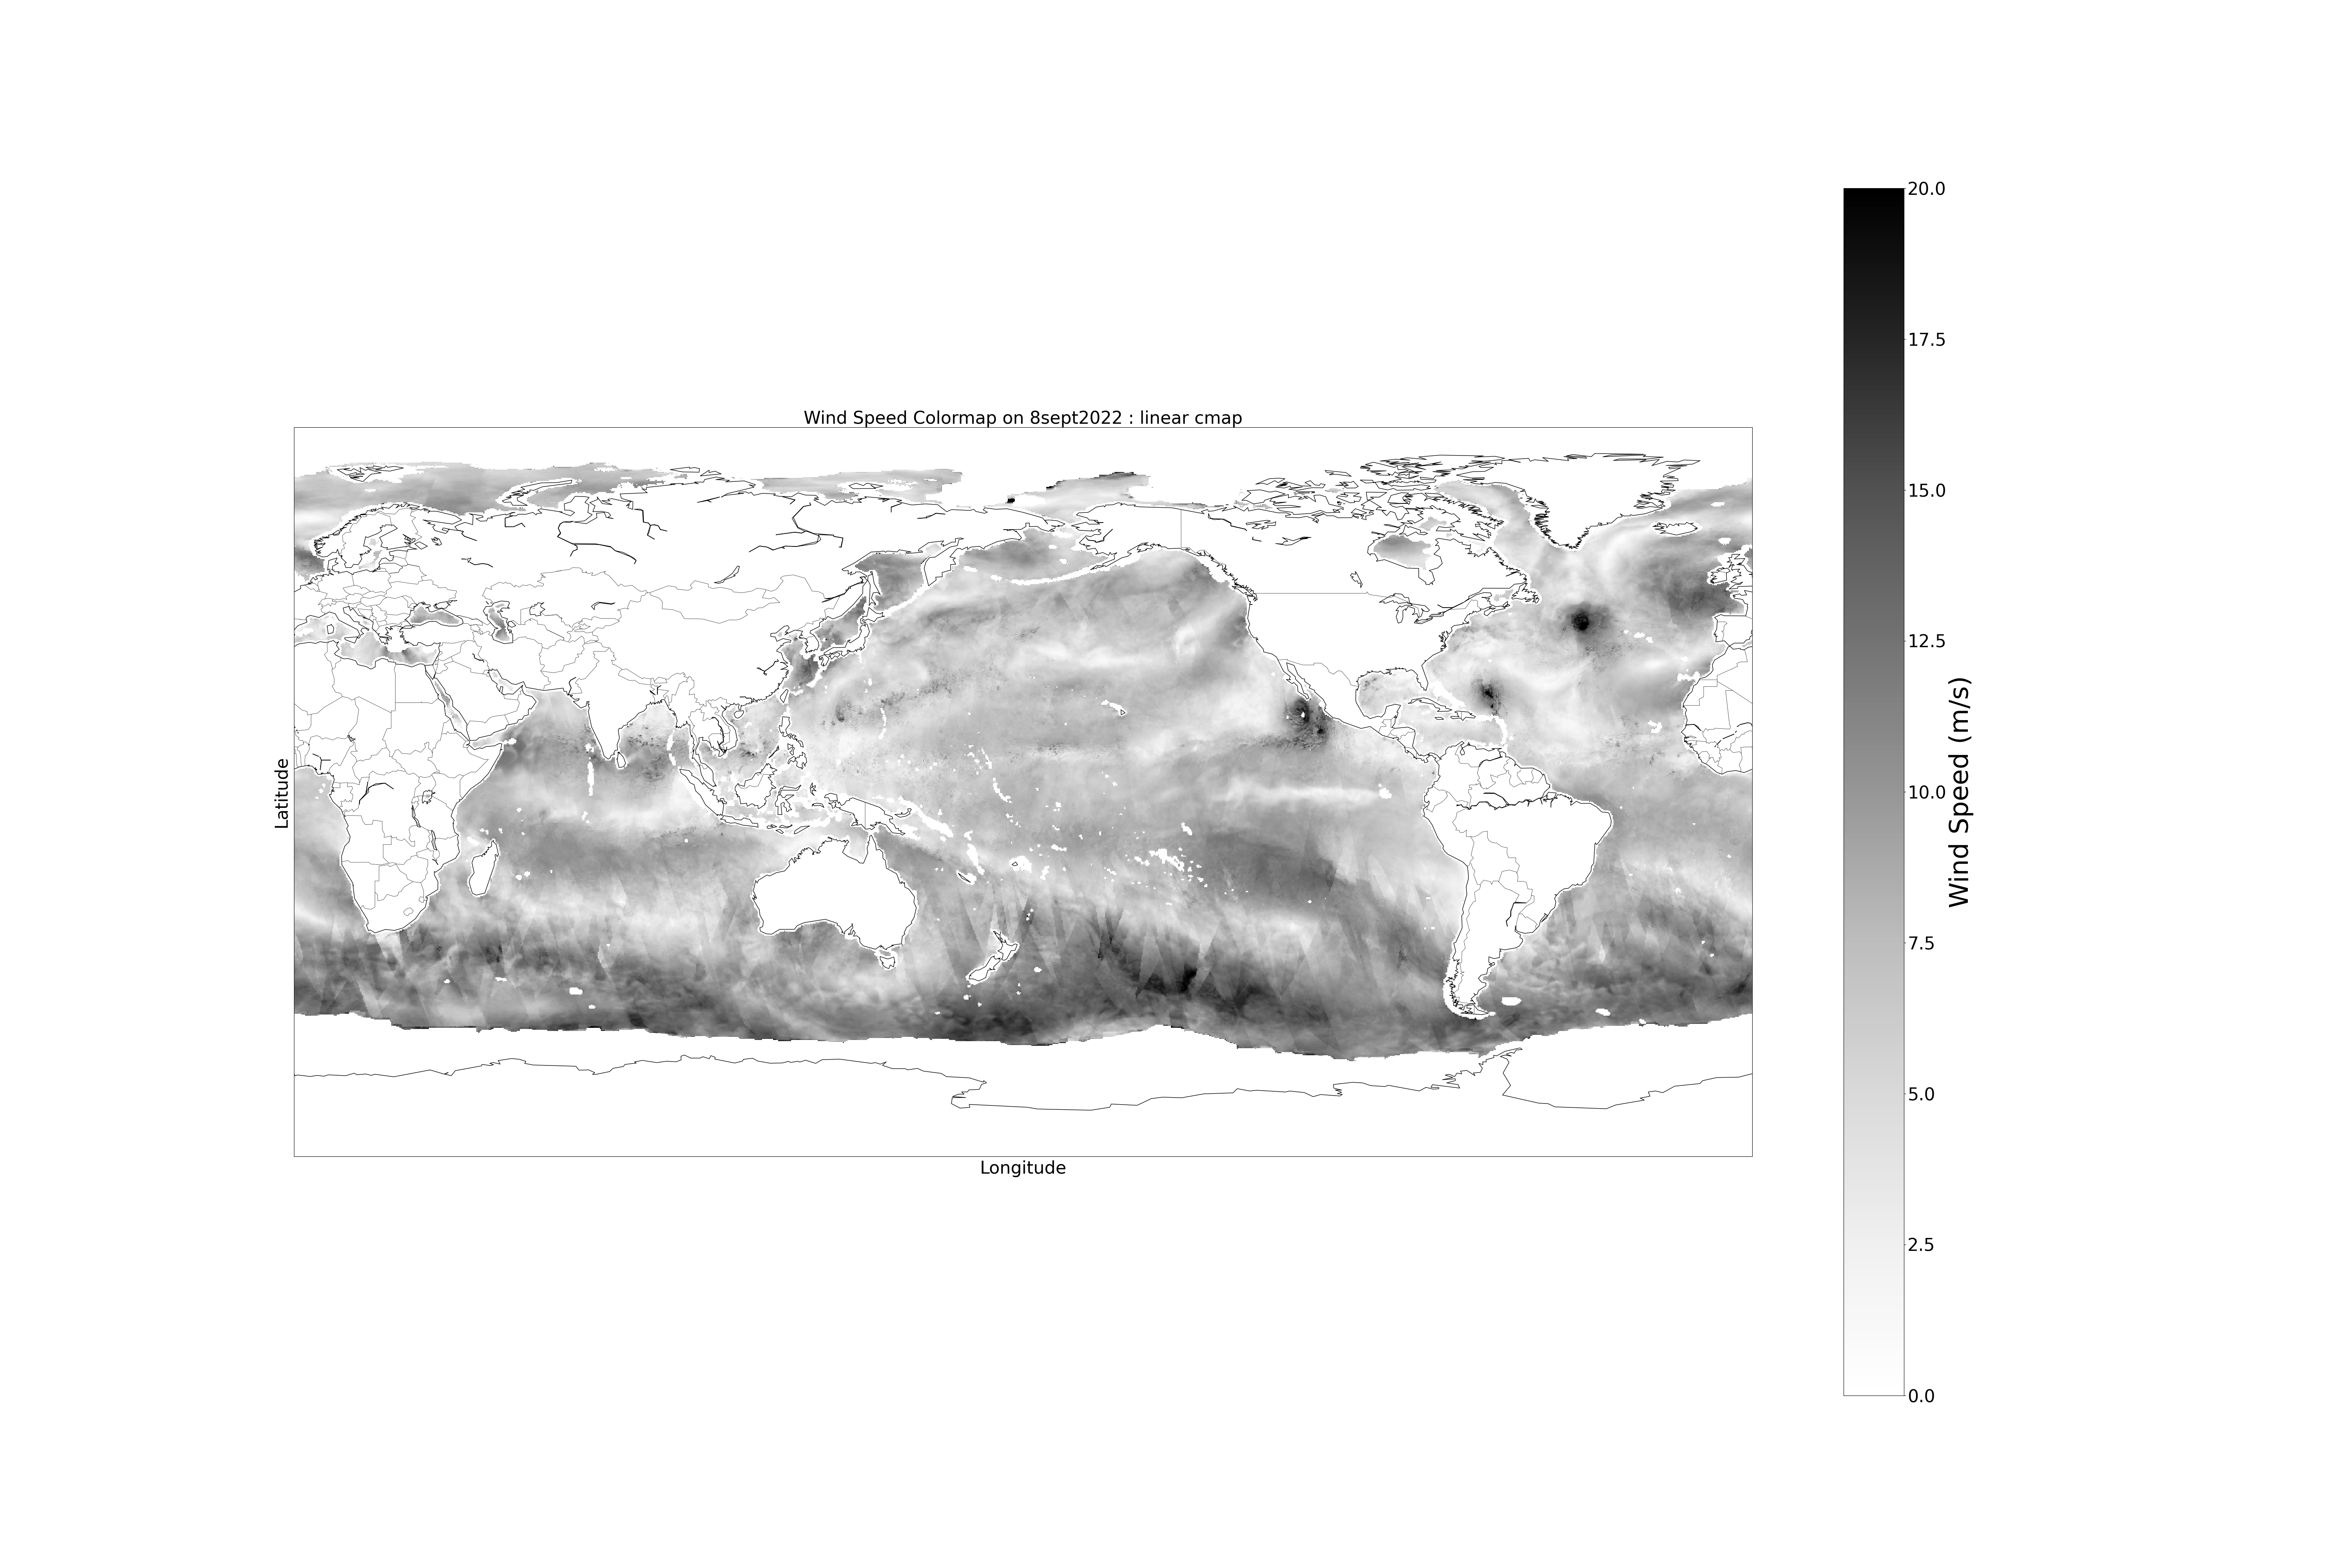 Wind Speed Colormap on 8sept2022 : linear cmap
Latitude
Longitude
20.0
17.5
15.0
12.5
10.0
7.5
5.0
2.5
0.0
Wind Speed (m/s)